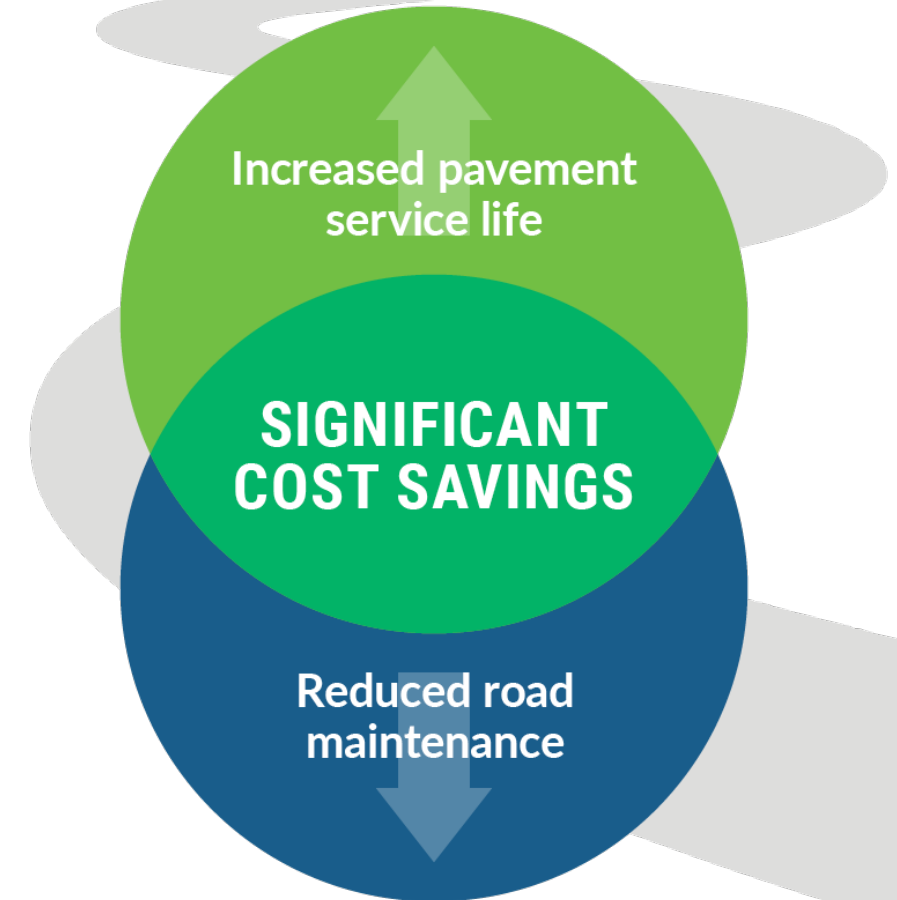 Increased pavement
service life
SIGNIFICANT
COST SAVINGS
Reduced road
maintenance